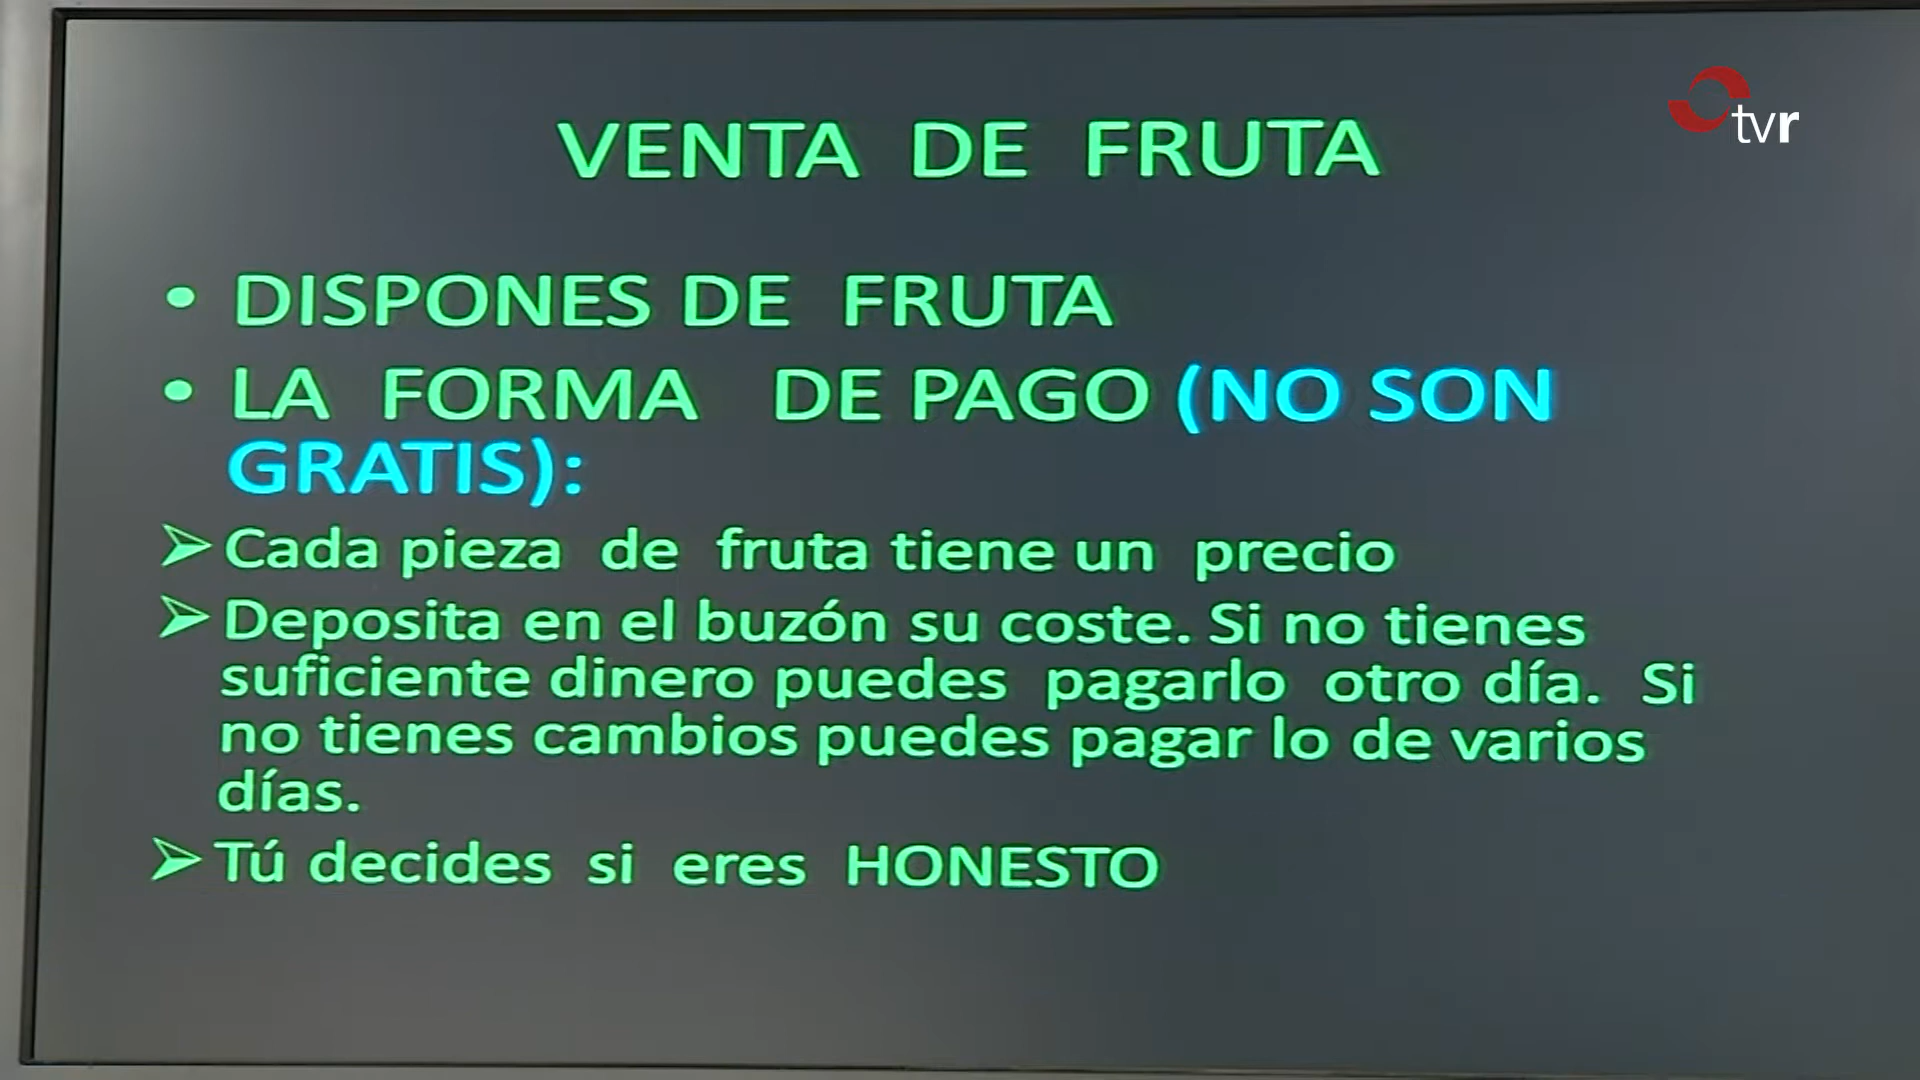 tvr
VENTA DE FRUTA
• DISPONES DE FRUTA
• LA FORMA DE PAGO (NO SON
GRATIS):
➢ Cada pieza de fruta tiene un precio
➢ Deposita en el buzón su coste. Si no tienes
suficiente dinero puedes pagarlo otro día. Si
no tienes cambios puedes pagar lo de varios
días.
➢ Tú decides si eres HONESTO